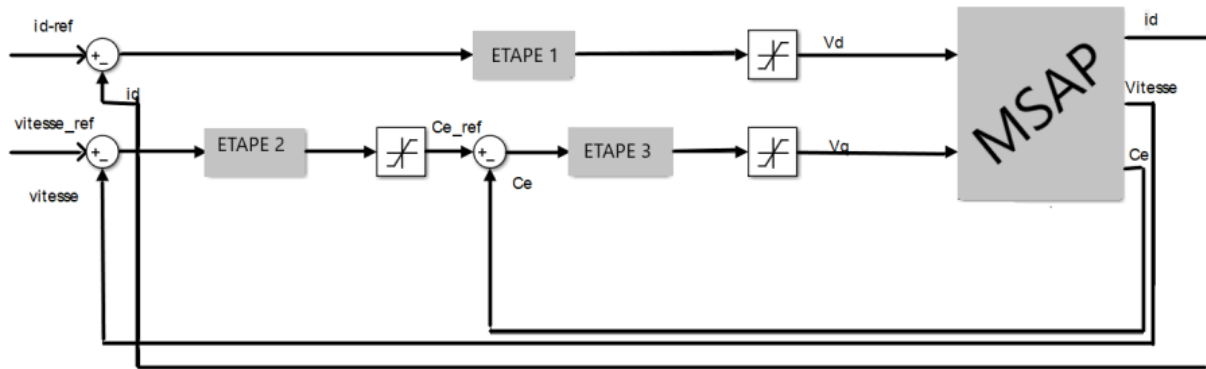 id-ref
id
ETAPE 1
Vd
MSAP
id
Vitesse
vitesse_ref
ETAPE 2
Ce_ref
ETAPE 3
Vq
Ce
vitesse
Ce